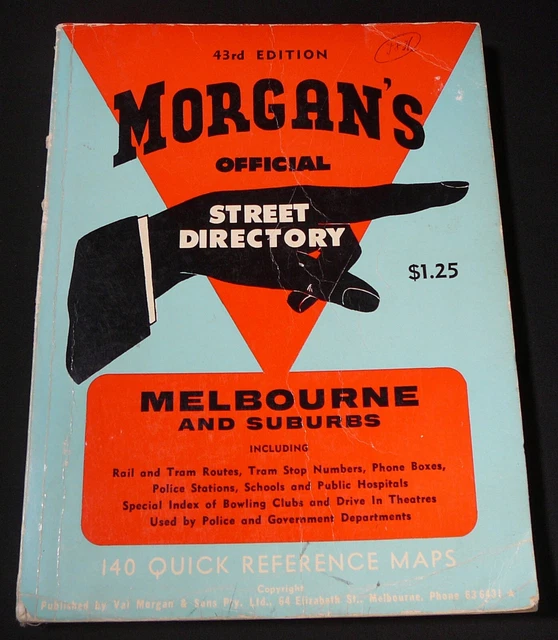 43rd EDITION
MORGAN'S
OFFICIAL
STREET
DIRECTORY
$1.25
MELBOURNE
AND SUBURBS
INCLUDING
Rail and Tram Routes, Tram Stop Numbers, Phone Boxes,
Police Stations, Schools and Public Hospitals
Special Index of Bowling Clubs and Drive In Theatres
Used by Police and Government Departments
140 QUICK REFERENCE MAPS
Copyright
Published by Val Morgan & Sons Pty. Ltd., 64 Elizabeth St., Melbourne, Phone